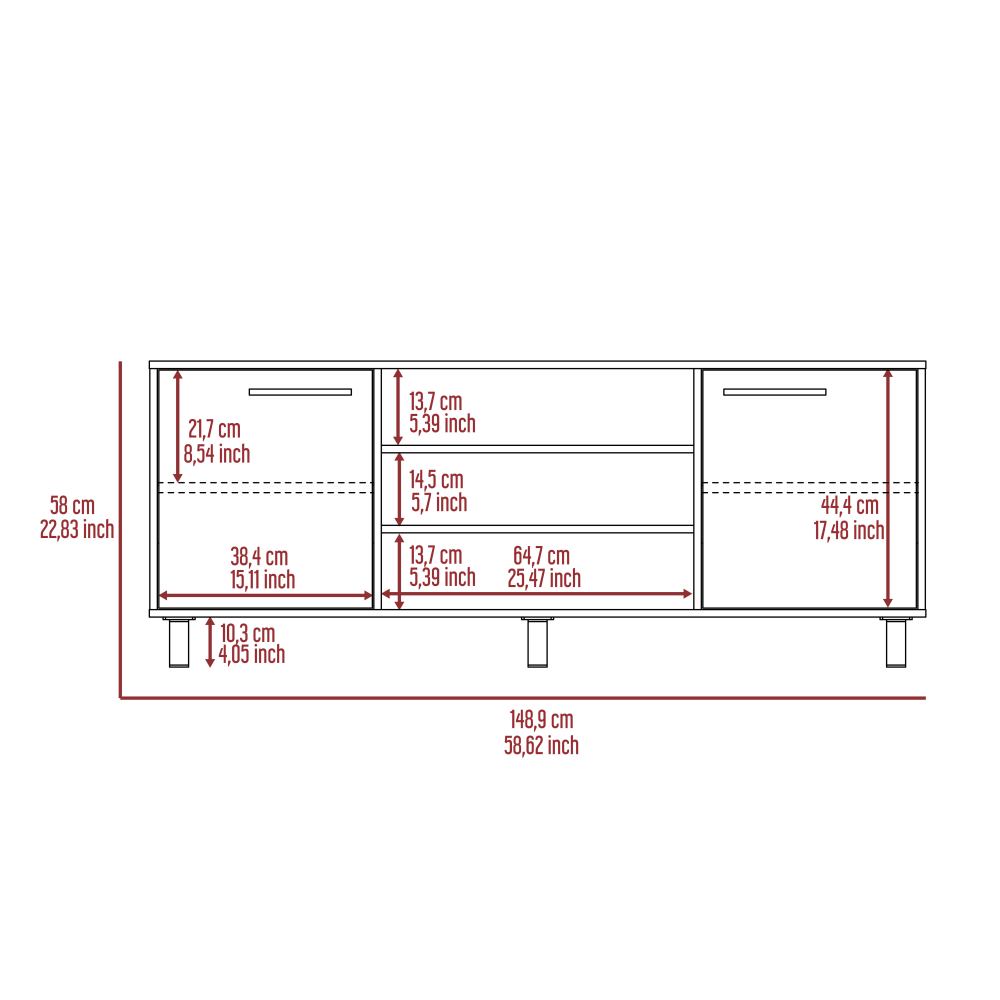 21,7 cm
8,54 inch
13,7 cm
5,39 inch
14,5 cm
5,7 inch
58 cm
22,83 inch
44,4 cm
17,48 inch
38,4 cm
15,11 inch
13,7 cm
5,39 inch
64,7 cm
25,47 inch
10,3 cm
4,05 inch
148,9 cm
58,62 inch